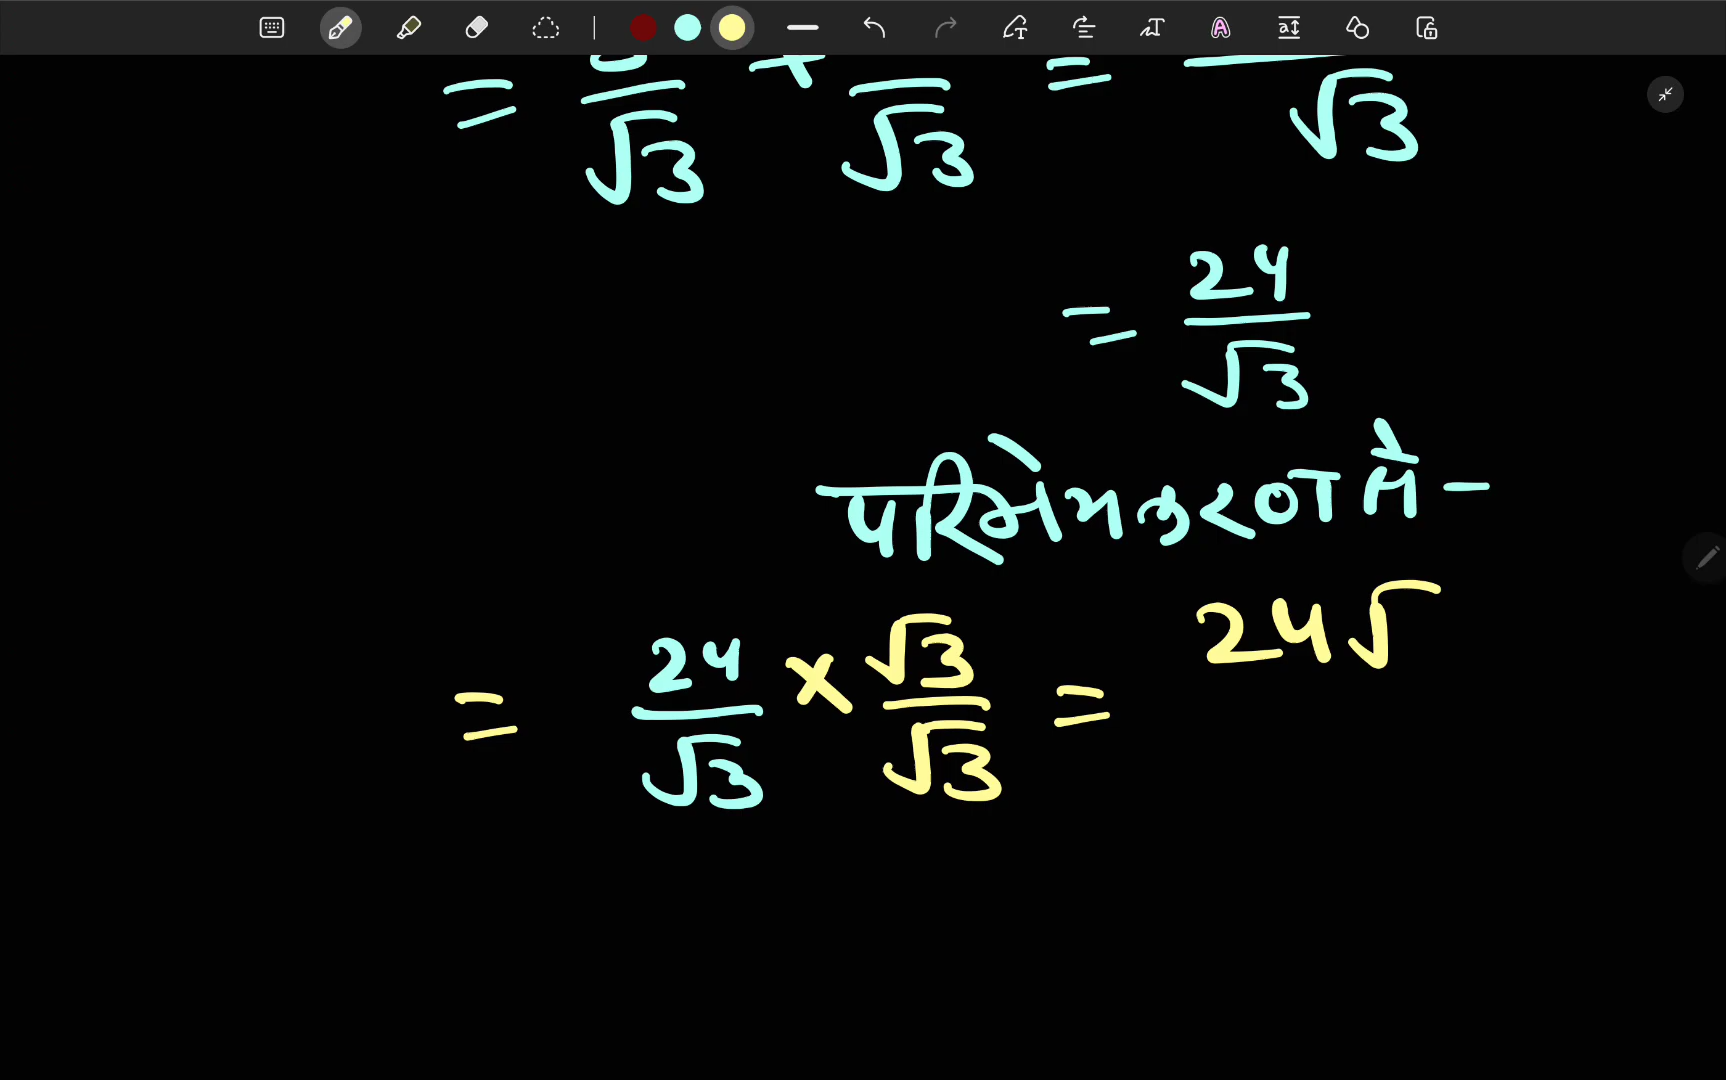 = /√3 × /√3 = /√3
= 24/√3
परिमेयकरण में -
= 24/√3 × √3/√3 = 24√